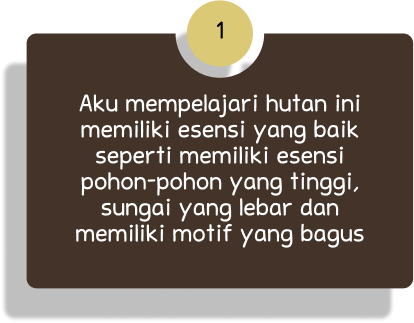 1
Aku mempelajari hutan ini
memiliki esensi yang baik
seperti memiliki esensi
pohon-pohon yang tinggi,
sungai yang lebar dan
memiliki motif yang bagus